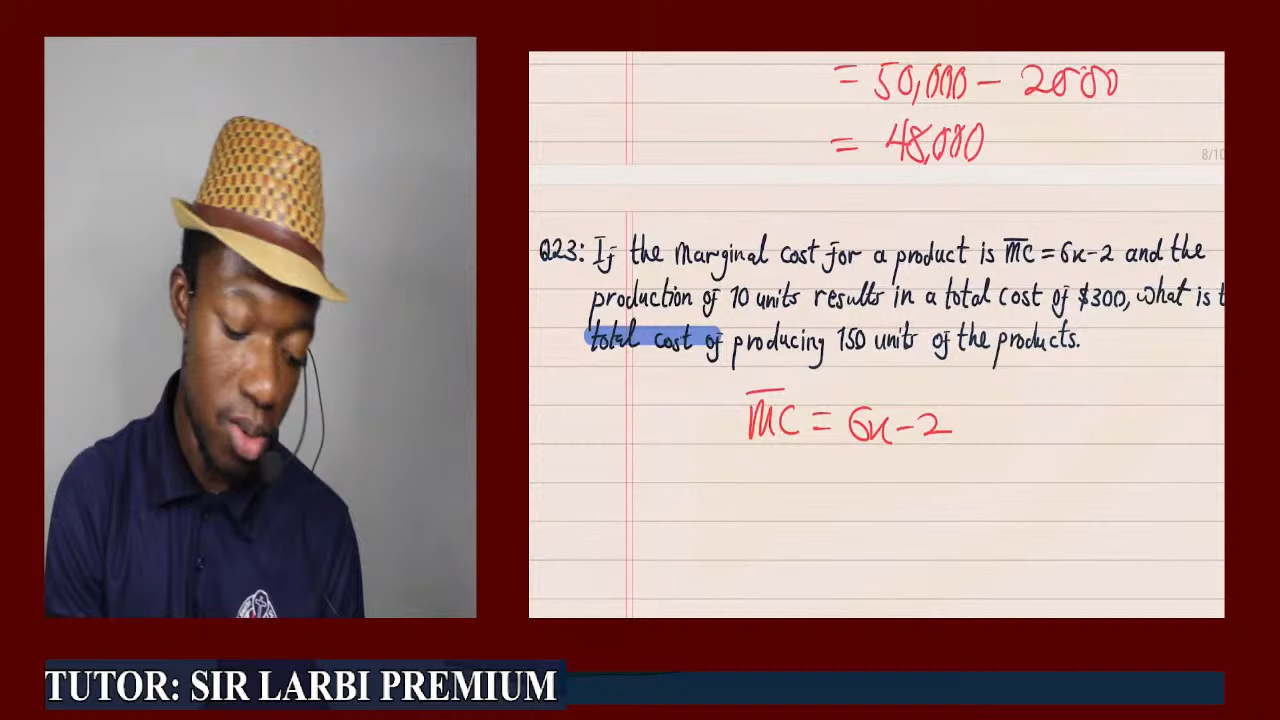 = 50,000 - 2000
= 48,000
8/10
Q23: If the marginal cost for a product is M̅C = 6x-2 and the
production of 10 units results in a total cost of $300, what is t
total cost of producing 150 units of the products.
M̅C = 6x-2
TUTOR: SIR LARBI PREMIUM